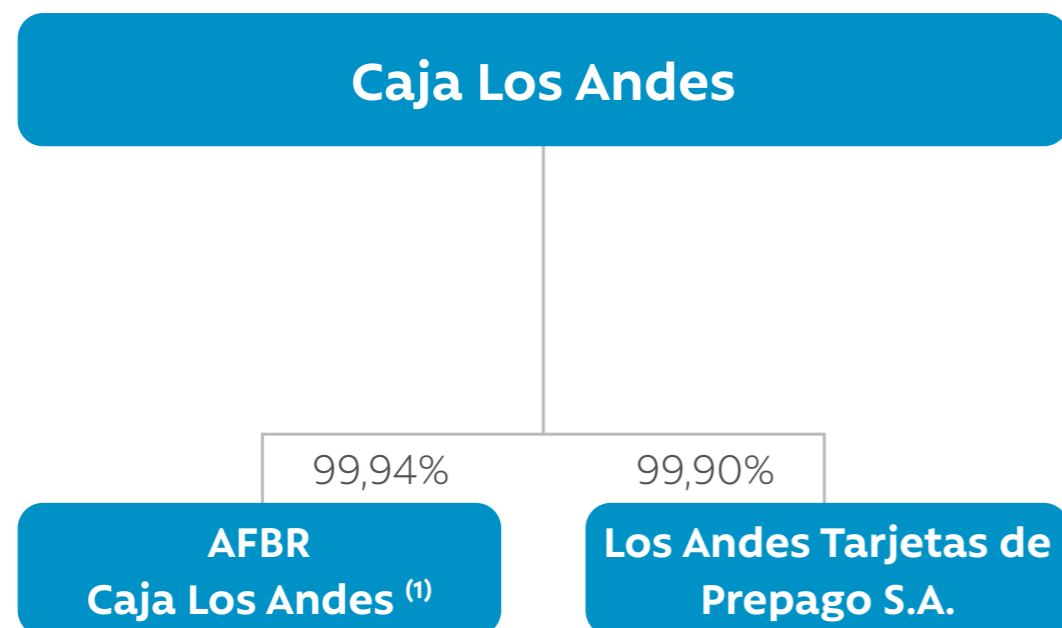 Caja Los Andes
99,94%
99,90%
AFBR
Caja Los Andes (1)
Los Andes Tarjetas de
Prepago S.A.